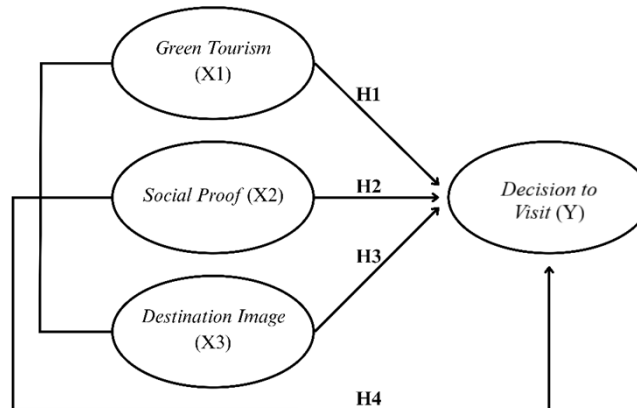 Green Tourism
(X1)
H1
Social Proof (X2)
H2
Decision to
Visit (Y)
H3
Destination Image
(X3)
H4